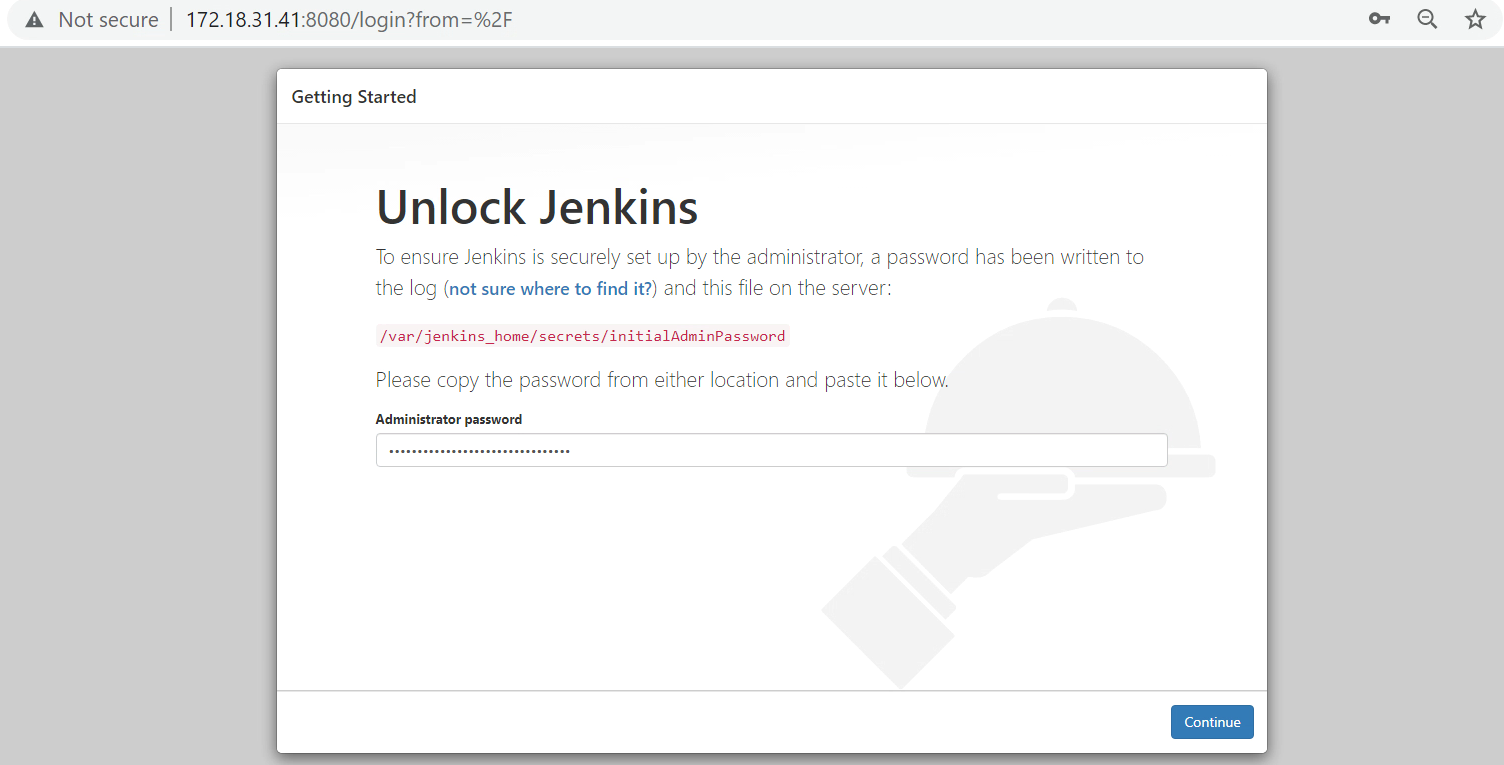 Not secure | 172.18.31.41:8080/login?from=%2F
Getting Started
Unlock Jenkins
To ensure Jenkins is securely set up by the administrator, a password has been written to
the log (not sure where to find it?) and this file on the server:
/var/jenkins_home/secrets/initialAdminPassword
Please copy the password from either location and paste it below.
Administrator password
••••••••••••••••••••••••••••••••
Continue